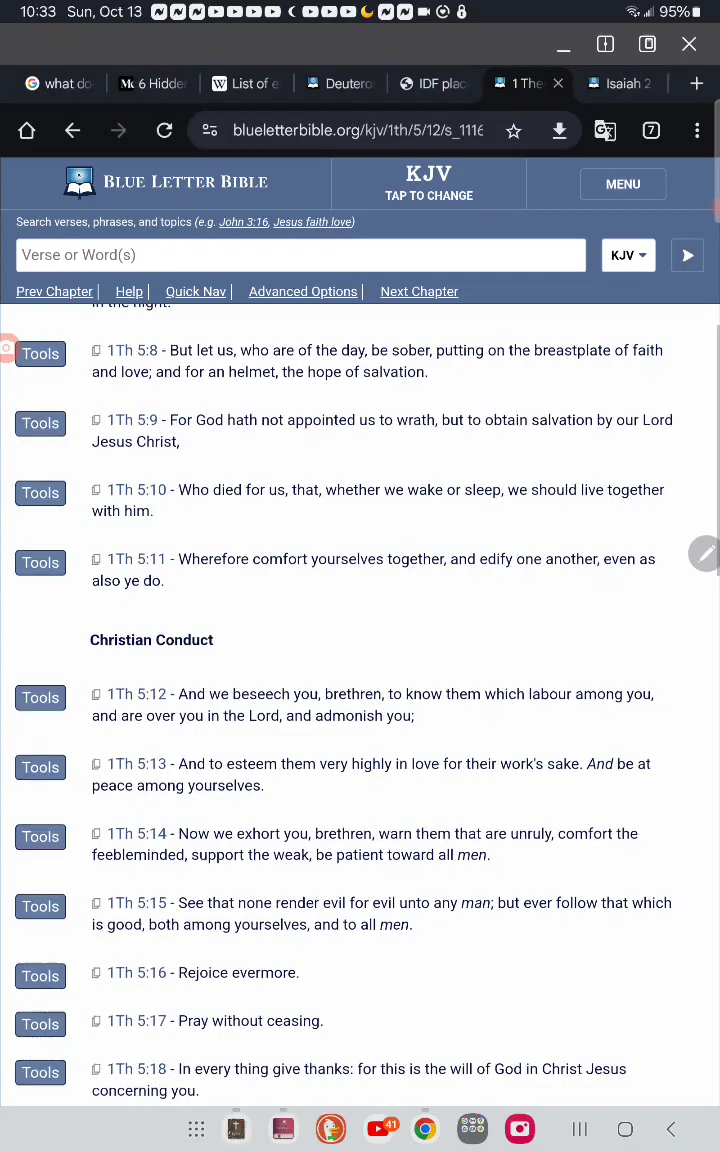 10:33 Sun, Oct 13 95%
what do
6 Hidder
List of e
Deutero
IDF plac
1 The
Isaiah 2
blueletterbible.org/kjv/1th/5/12/s_1116
7
BLUE LETTER BIBLE
KJV
TAP TO CHANGE
MENU
Search verses, phrases, and topics (e.g. John 3:16, Jesus faith love)
Verse or Word(s)
KJV
Prev Chapter | Help | Quick Nav | Advanced Options | Next Chapter
in the night.
Tools 1Th 5:8 - But let us, who are of the day, be sober, putting on the breastplate of faith
and love; and for an helmet, the hope of salvation.
Tools 1Th 5:9 - For God hath not appointed us to wrath, but to obtain salvation by our Lord
Jesus Christ,
Tools 1Th 5:10 - Who died for us, that, whether we wake or sleep, we should live together
with him.
Tools 1Th 5:11 - Wherefore comfort yourselves together, and edify one another, even as
also ye do.
Christian Conduct
Tools 1Th 5:12 - And we beseech you, brethren, to know them which labour among you,
and are over you in the Lord, and admonish you;
Tools 1Th 5:13 - And to esteem them very highly in love for their work's sake. And be at
peace among yourselves.
Tools 1Th 5:14 - Now we exhort you, brethren, warn them that are unruly, comfort the
feebleminded, support the weak, be patient toward all men.
Tools 1Th 5:15 - See that none render evil for evil unto any man; but ever follow that which
is good, both among yourselves, and to all men.
Tools 1Th 5:16 - Rejoice evermore.
Tools 1Th 5:17 - Pray without ceasing.
Tools 1Th 5:18 - In every thing give thanks: for this is the will of God in Christ Jesus
concerning you.
41